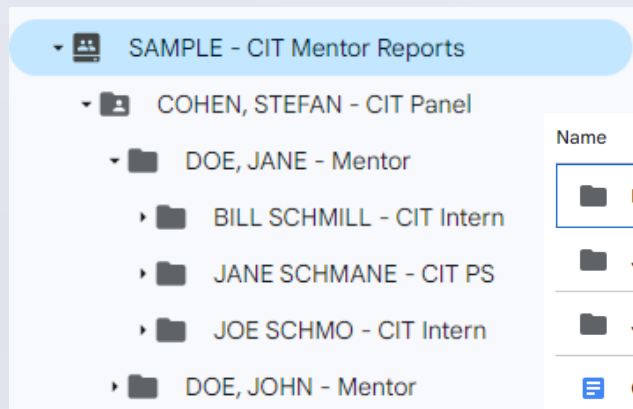 SAMPLE - CIT Mentor Reports
COHEN, STEFAN - CIT Panel
DOE, JANE - Mentor
BILL SCHMILL - CIT Intern
JANE SCHMANE - CIT PS
JOE SCHMO - CIT Intern
DOE, JOHN - Mentor
Name